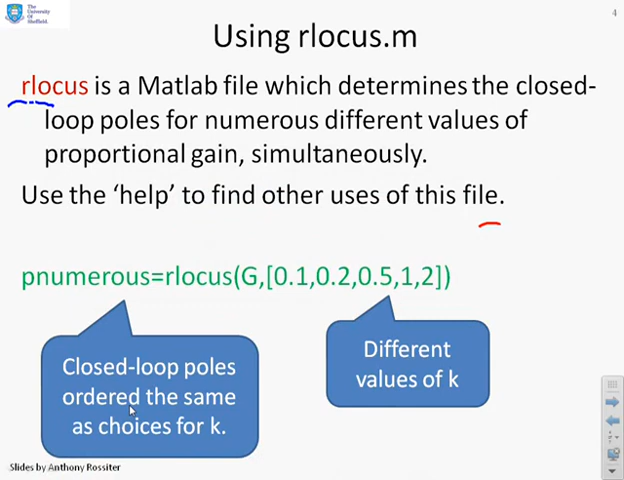 The
University
Of
Sheffield.
4
Using rlocus.m
rlocus is a Matlab file which determines the closed-
loop poles for numerous different values of
proportional gain, simultaneously.
Use the ‘help’ to find other uses of this file.
pnumerous=rlocus(G,[0.1,0.2,0.5,1,2])
Closed-loop poles
ordered the same
as choices for k.
Different
values of k
Slides by Anthony Rossiter